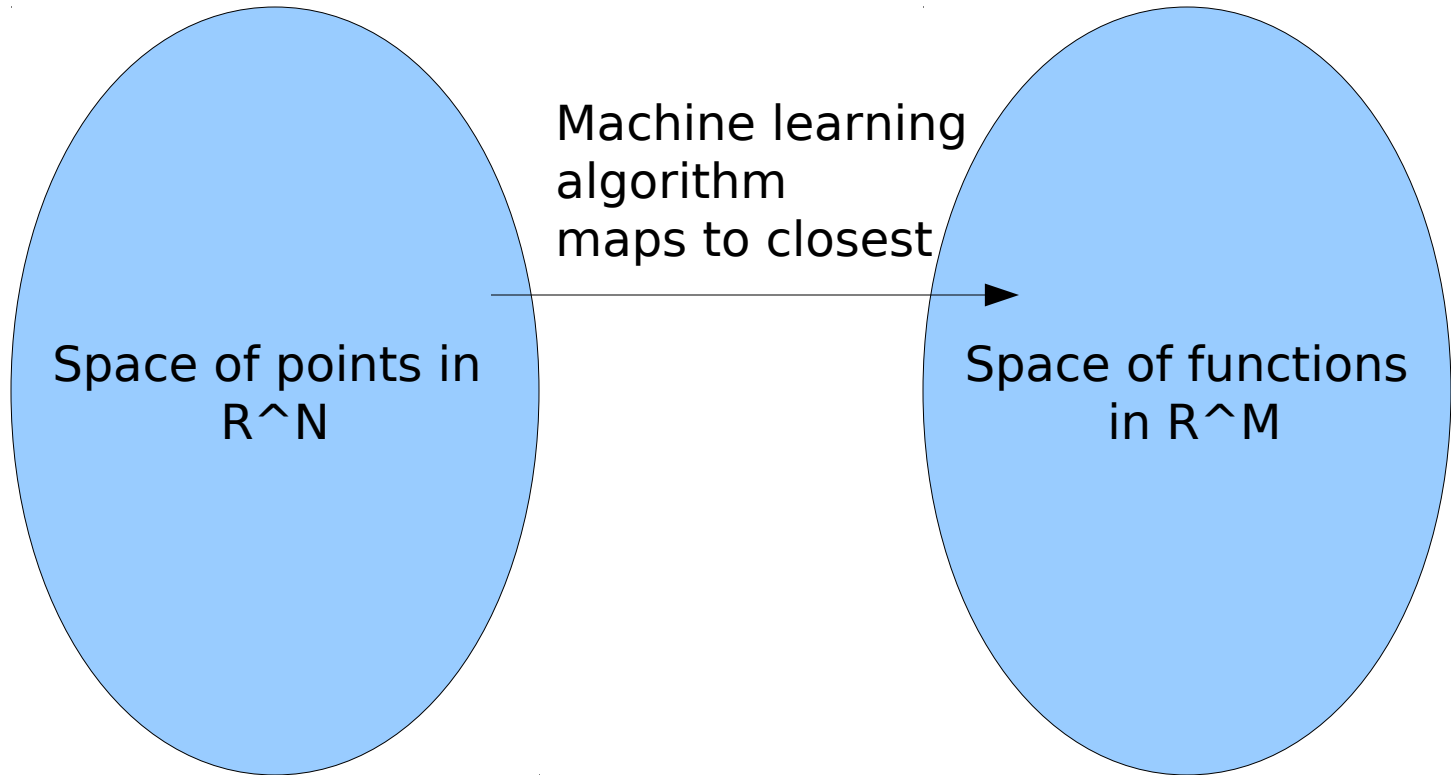 Machine learning
algorithm
maps to closest
Space of points in
R^N
Space of functions
in R^M